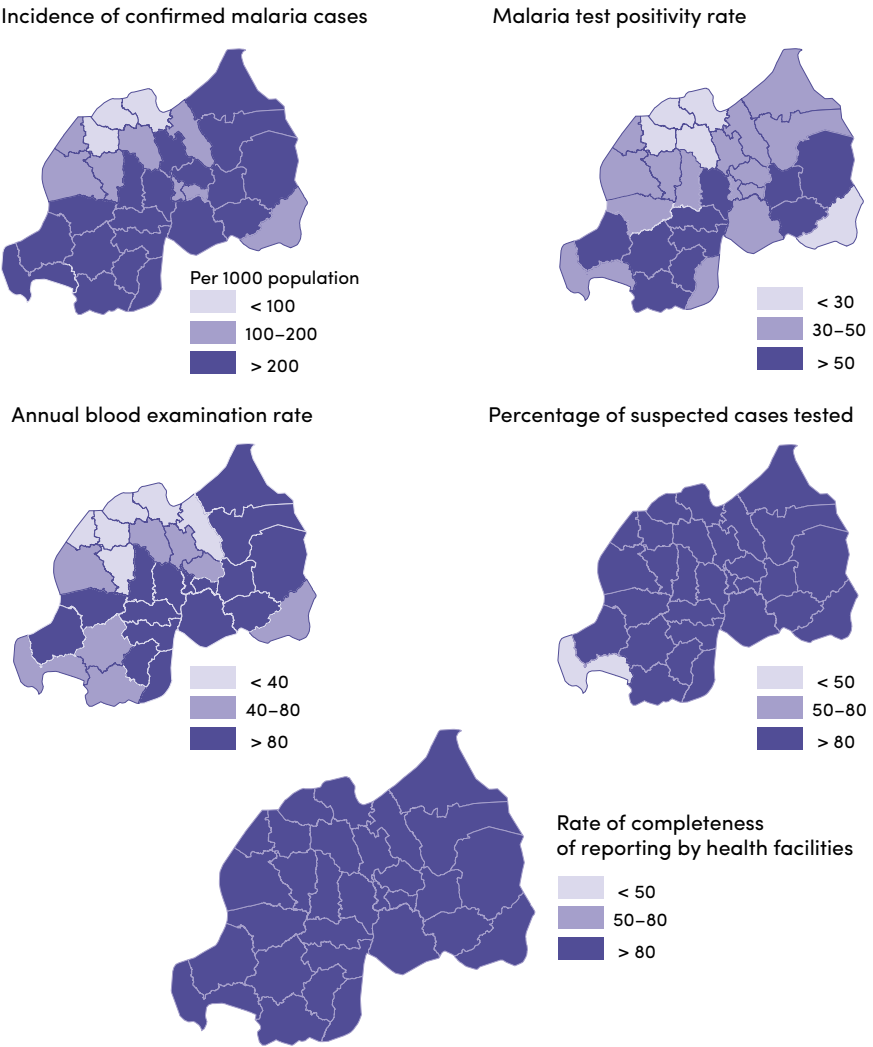 Incidence of confirmed malaria cases
Malaria test positivity rate
Per 1000 population
< 100
100–200
> 200
< 30
30–50
> 50
Annual blood examination rate
Percentage of suspected cases tested
< 40
40–80
> 80
< 50
50–80
> 80
Rate of completeness
of reporting by health facilities
< 50
50–80
> 80